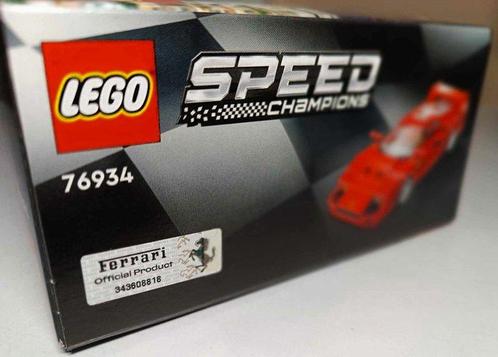 LEGO
SPEED
CHAMPIONS
76934
Ferrari
Official Product
343608818